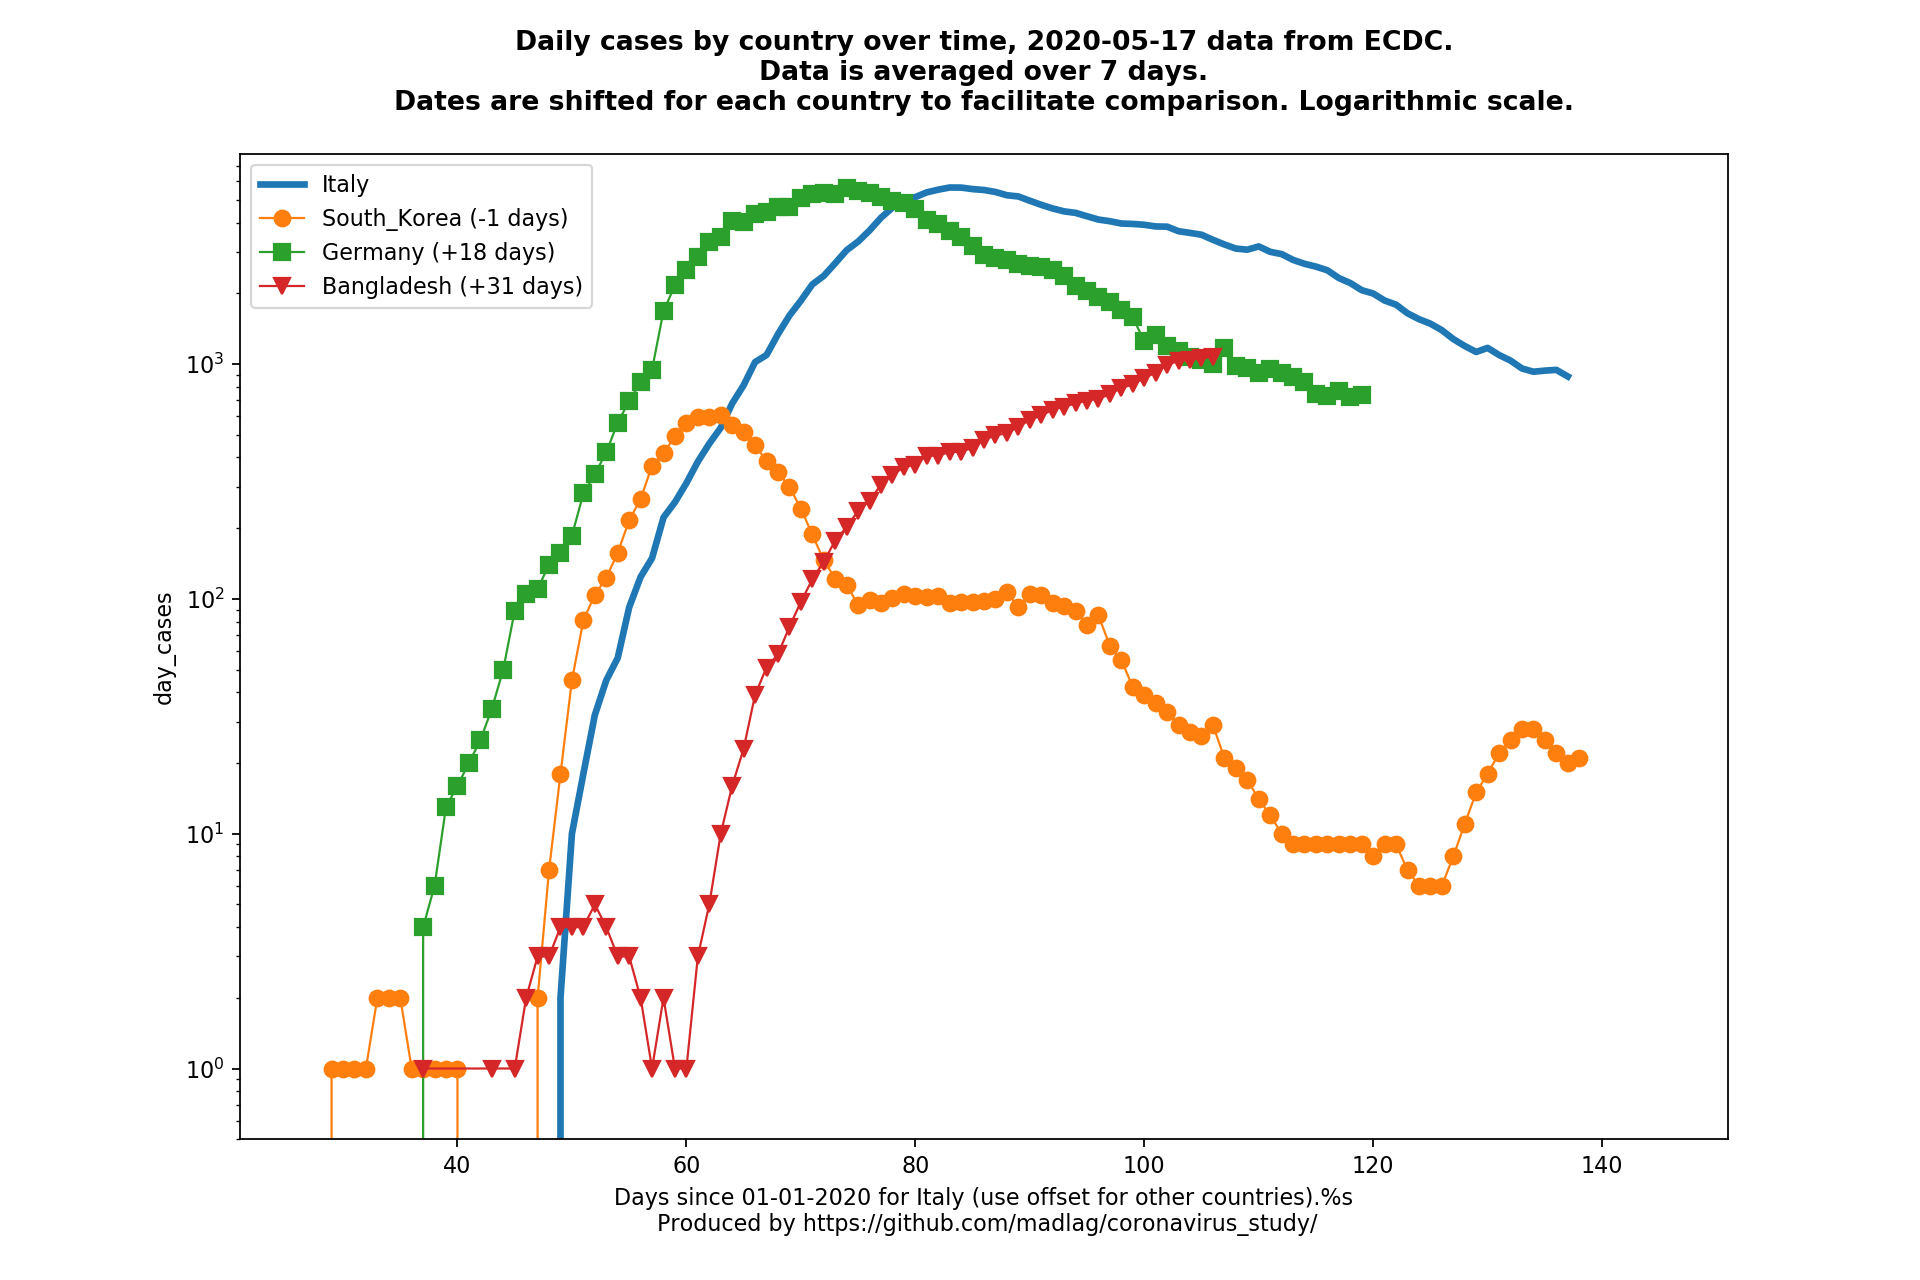 Daily cases by country over time, 2020-05-17 data from ECDC.
Data is averaged over 7 days.
Dates are shifted for each country to facilitate comparison. Logarithmic scale.
Italy
South_Korea (-1 days)
Germany (+18 days)
Bangladesh (+31 days)
10³
10²
10¹
10⁰
day_cases
40 60 80 100 120 140
Days since 01-01-2020 for Italy (use offset for other countries).%s
Produced by https://github.com/madlag/coronavirus_study/